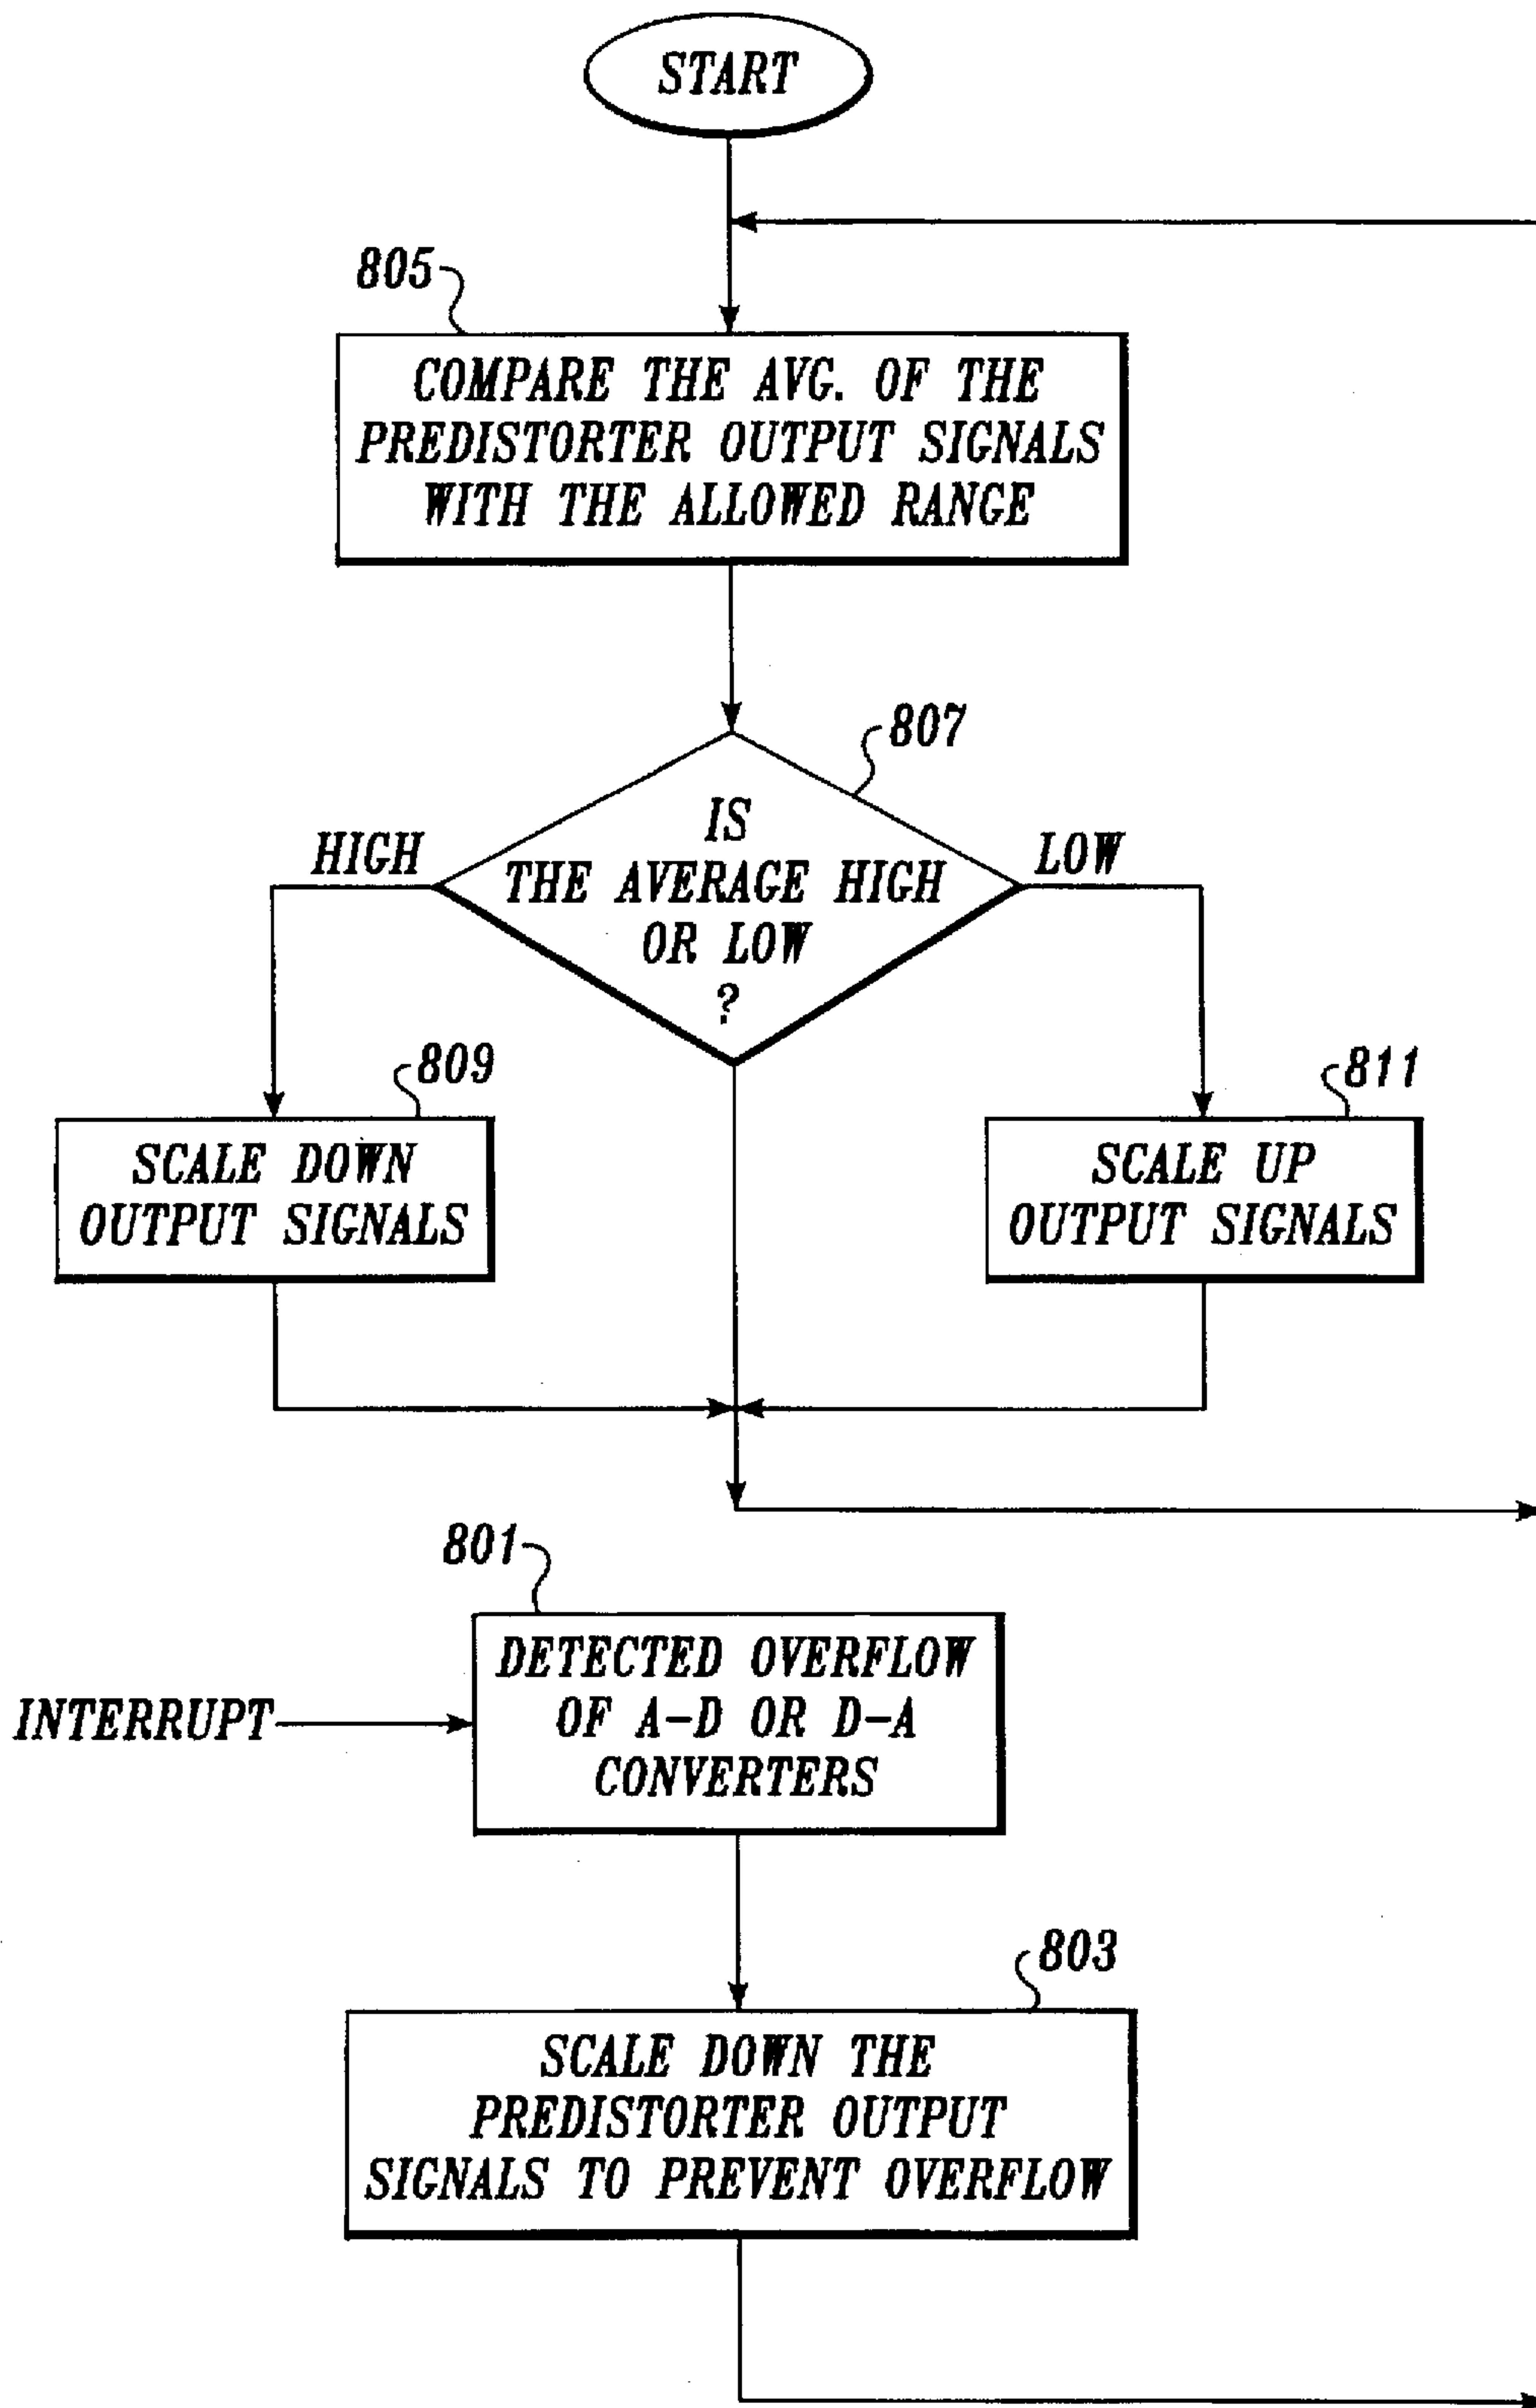 START
805
COMPARE THE AVG. OF THE
PREDISTORTER OUTPUT SIGNALS
WITH THE ALLOWED RANGE
807
IS
THE AVERAGE HIGH
OR LOW
?
HIGH
LOW
809
SCALE DOWN
OUTPUT SIGNALS
811
SCALE UP
OUTPUT SIGNALS
801
DETECTED OVERFLOW
OF A-D OR D-A
CONVERTERS
INTERRUPT
803
SCALE DOWN THE
PREDISTORTER OUTPUT
SIGNALS TO PREVENT OVERFLOW